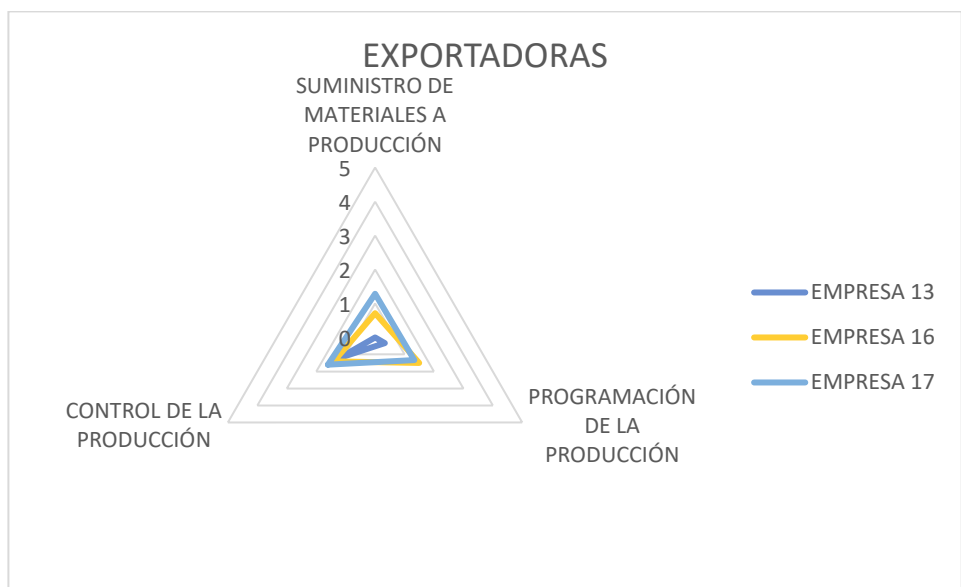 EXPORTADORAS
SUMINISTRO DE
MATERIALES A
PRODUCCIÓN
5
4
3
2
1
0
PROGRAMACIÓN
DE LA
PRODUCCIÓN
CONTROL DE LA
PRODUCCIÓN
EMPRESA 13
EMPRESA 16
EMPRESA 17